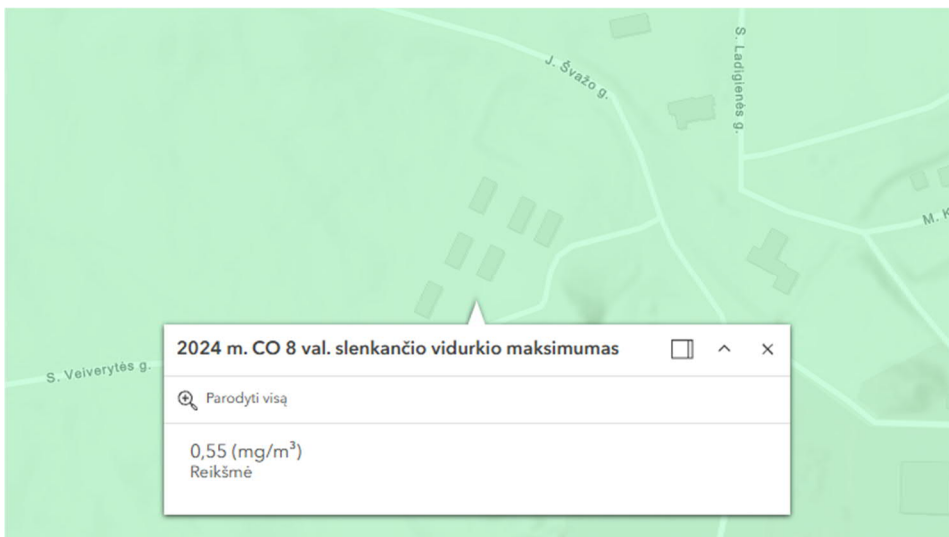 J. Švažo g.
S. Ladigienės g.
M. K
2024 m. CO 8 val. slenkančio vidurkio maksimumas
S. Veiverytės g.
Parodyti visą
0,55 (mg/m³)
Reikšmė